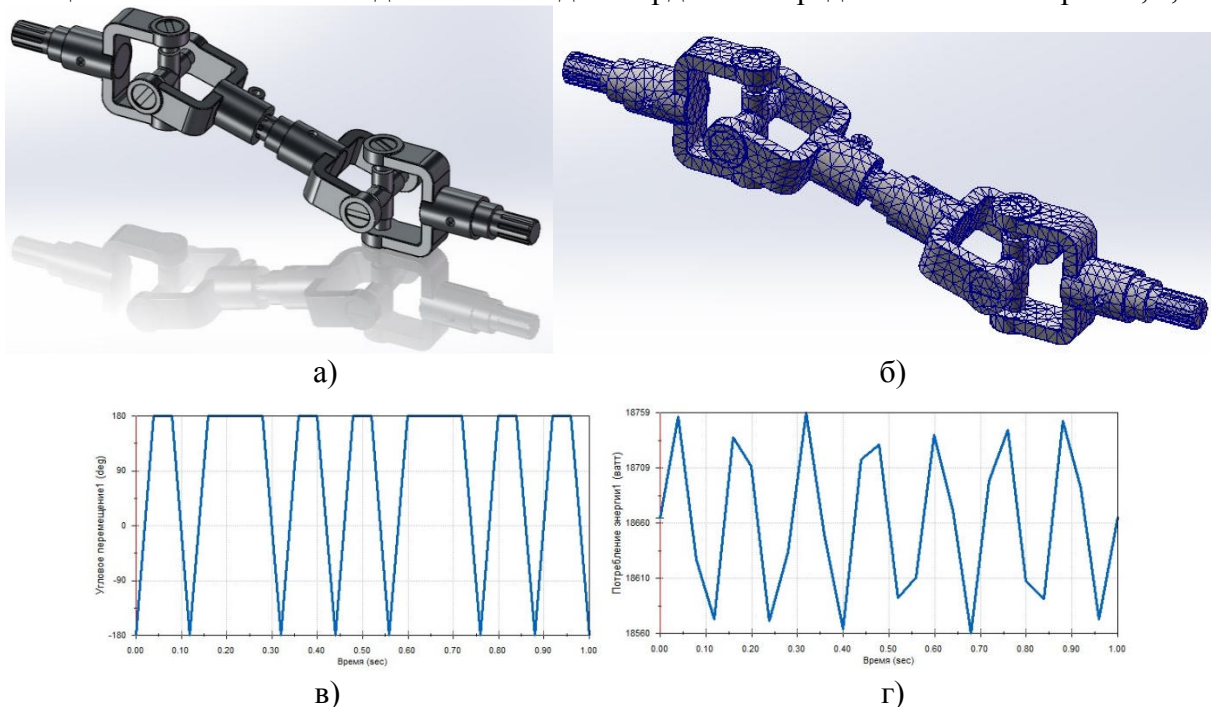 а)
б)
180
90
0
-90
-180
Угловое перемещение1 (deg)
0.00 0.10 0.20 0.30 0.40 0.50 0.60 0.70 0.80 0.90 1.00
Время (sec)
18759
18709
18660
18610
18560
Потребление энергии1 (ватт)
0.00 0.10 0.20 0.30 0.40 0.50 0.60 0.70 0.80 0.90 1.00
Время (sec)
в)
г)